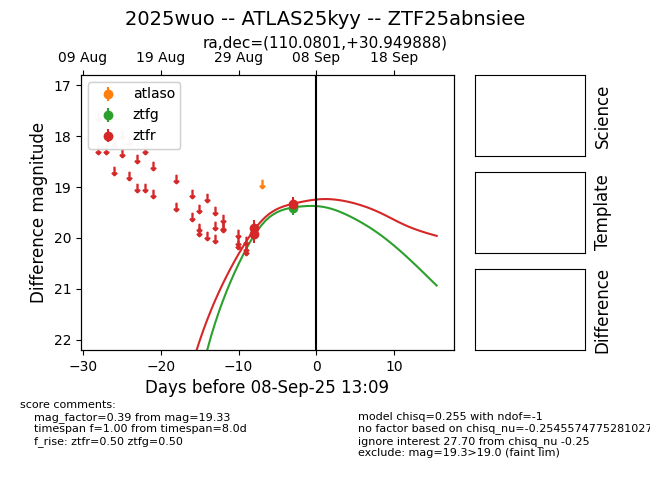 2025wuo -- ATLAS25kyy -- ZTF25abnsiee
ra,dec=(110.0801,+30.949888)
09 Aug 19 Aug 29 Aug 08 Sep 18 Sep
atlaso
ztfg
ztfr
17
18
19
20
21
22
Difference magnitude
−30 −20 −10 0 10
Days before 08-Sep-25 13:09
Science
Template
Difference
score comments:
mag_factor=0.39 from mag=19.33
timespan f=1.00 from timespan=8.0d
f_rise: ztfr=0.50 ztfg=0.50
model chisq=0.255 with ndof=-1
no factor based on chisq_nu=-0.2545574775281027
ignore interest 27.70 from chisq_nu -0.25
exclude: mag=19.3>19.0 (faint lim)